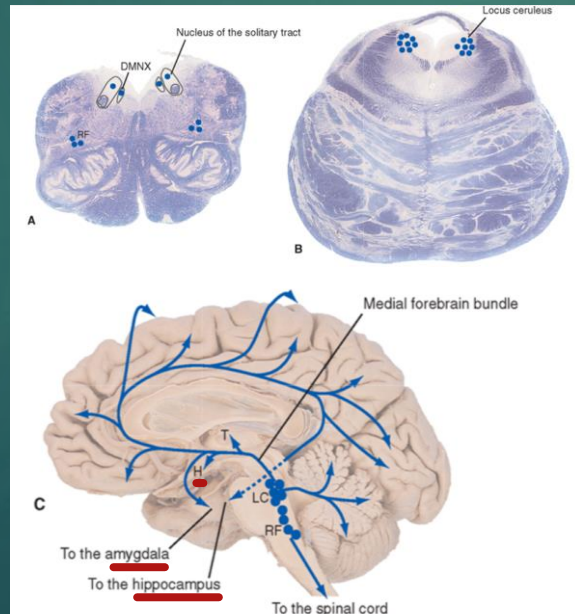 Locus ceruleus
Nucleus of the solitary tract
DMNX
RF
A
B
Medial forebrain bundle
T
H
LC
C
RF
To the amygdala
To the hippocampus
To the spinal cord